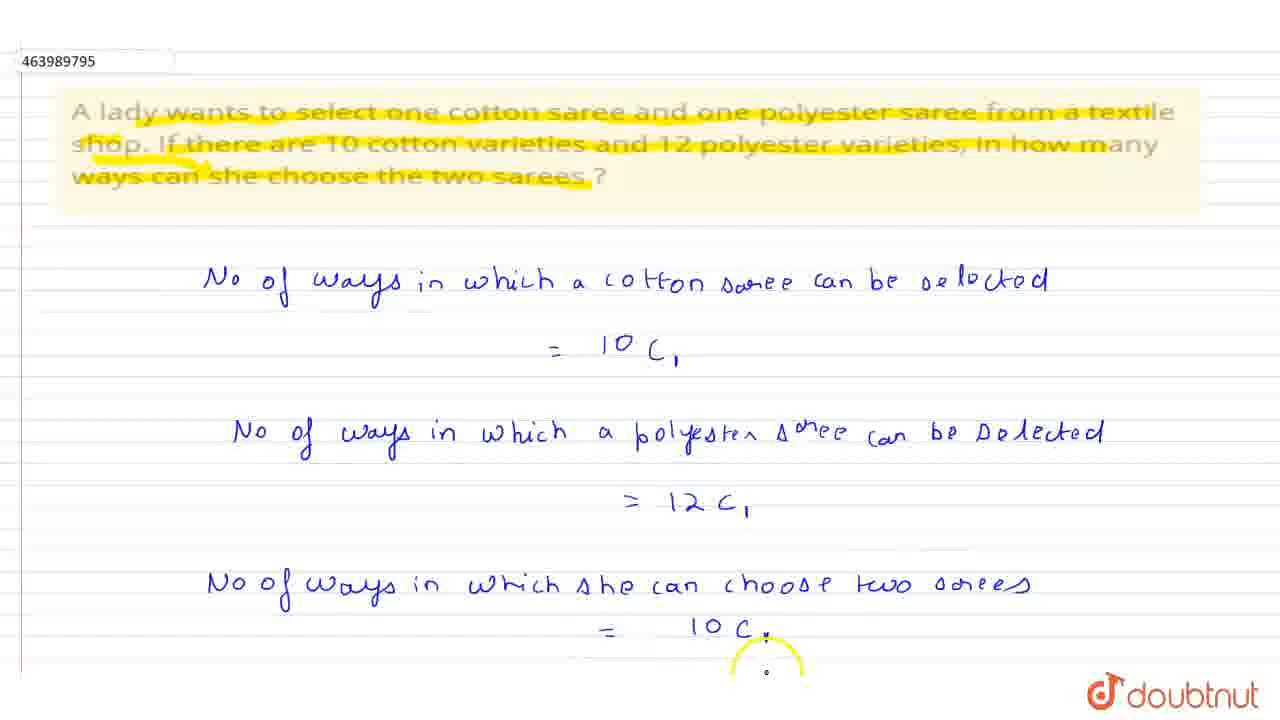 463989795
A lady wants to select one cotton saree and one polyester saree from a textile
shop. If there are 10 cotton varieties and 12 polyester varieties, in how many
ways can she choose the two sarees ?
No of ways in which a cotton saree can be selected
= 10 C₁
No of ways in which a polyester saree can be selected
= 12 C₁
No of ways in which she can choose two sarees
= 10 C₁
doubtnut